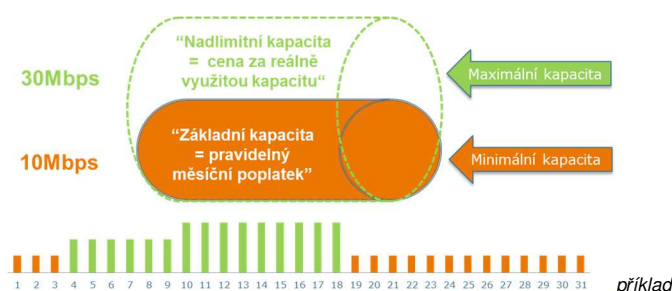 “Nadlimitní kapacita
= cena za reálně
využitou kapacitu“
30Mbps
Maximální kapacita
“Základní kapacita
= pravidelný
měsíční poplatek”
10Mbps
Minimální kapacita
1 2 3 4 5 6 7 8 9 10 11 12 13 14 15 16 17 18 19 20 21 22 23 24 25 26 27 28 29 30 31
příklad